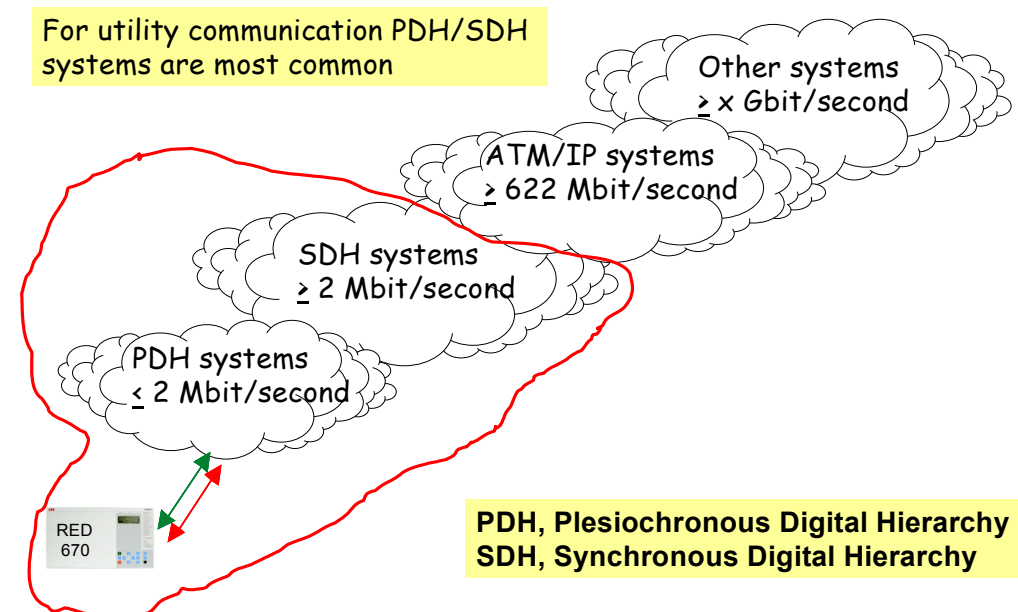 For utility communication PDH/SDH
systems are most common
Other systems
≥ x Gbit/second
ATM/IP systems
≥ 622 Mbit/second
SDH systems
≥ 2 Mbit/second
PDH systems
≤ 2 Mbit/second
RED
670
PDH, Plesiochronous Digital Hierarchy
SDH, Synchronous Digital Hierarchy